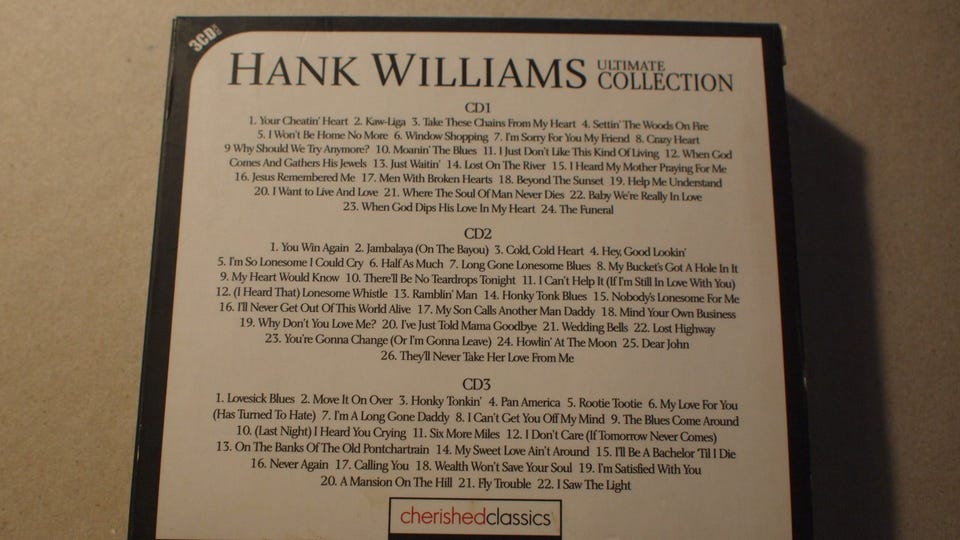 3CD SET
HANK WILLIAMS ULTIMATE COLLECTION
CD1
1. Your Cheatin' Heart 2. Kaw-Liga 3. Take These Chains From My Heart 4. Settin' The Woods On Fire
5. I Won't Be Home No More 6. Window Shopping 7. I'm Sorry For You My Friend 8. Crazy Heart
9 Why Should We Try Anymore? 10. Moanin' The Blues 11. I Just Don't Like This Kind Of Living 12. When God
Comes And Gathers His Jewels 13. Just Waitin' 14. Lost On The River 15. I Heard My Mother Praying For Me
16. Jesus Remembered Me 17. Men With Broken Hearts 18. Beyond The Sunset 19. Help Me Understand
20. I Want to Live And Love 21. Where The Soul Of Man Never Dies 22. Baby We're Really In Love
23. When God Dips His Love In My Heart 24. The Funeral
CD2
1. You Win Again 2. Jambalaya (On The Bayou) 3. Cold, Cold Heart 4. Hey, Good Lookin'
5. I'm So Lonesome I Could Cry 6. Half As Much 7. Long Gone Lonesome Blues 8. My Bucket's Got A Hole In It
9. My Heart Would Know 10. There'll Be No Teardrops Tonight 11. I Can't Help It (If I'm Still In Love With You)
12. (I Heard That) Lonesome Whistle 13. Ramblin' Man 14. Honky Tonk Blues 15. Nobody's Lonesome For Me
16. I'll Never Get Out Of This World Alive 17. My Son Calls Another Man Daddy 18. Mind Your Own Business
19. Why Don't You Love Me? 20. I've Just Told Mama Goodbye 21. Wedding Bells 22. Lost Highway
23. You're Gonna Change (Or I'm Gonna Leave) 24. Howlin' At The Moon 25. Dear John
26. They'll Never Take Her Love From Me
CD3
1. Lovesick Blues 2. Move It On Over 3. Honky Tonkin' 4. Pan America 5. Rootie Tootie 6. My Love For You
(Has Turned To Hate) 7. I'm A Long Gone Daddy 8. I Can't Get You Off My Mind 9. The Blues Come Around
10. (Last Night) I Heard You Crying 11. Six More Miles 12. I Don't Care (If Tomorrow Never Comes)
13. On The Banks Of The Old Pontchartrain 14. My Sweet Love Ain't Around 15. I'll Be A Bachelor 'Til I Die
16. Never Again 17. Calling You 18. Wealth Won't Save Your Soul 19. I'm Satisfied With You
20. A Mansion On The Hill 21. Fly Trouble 22. I Saw The Light
cherishedclassics